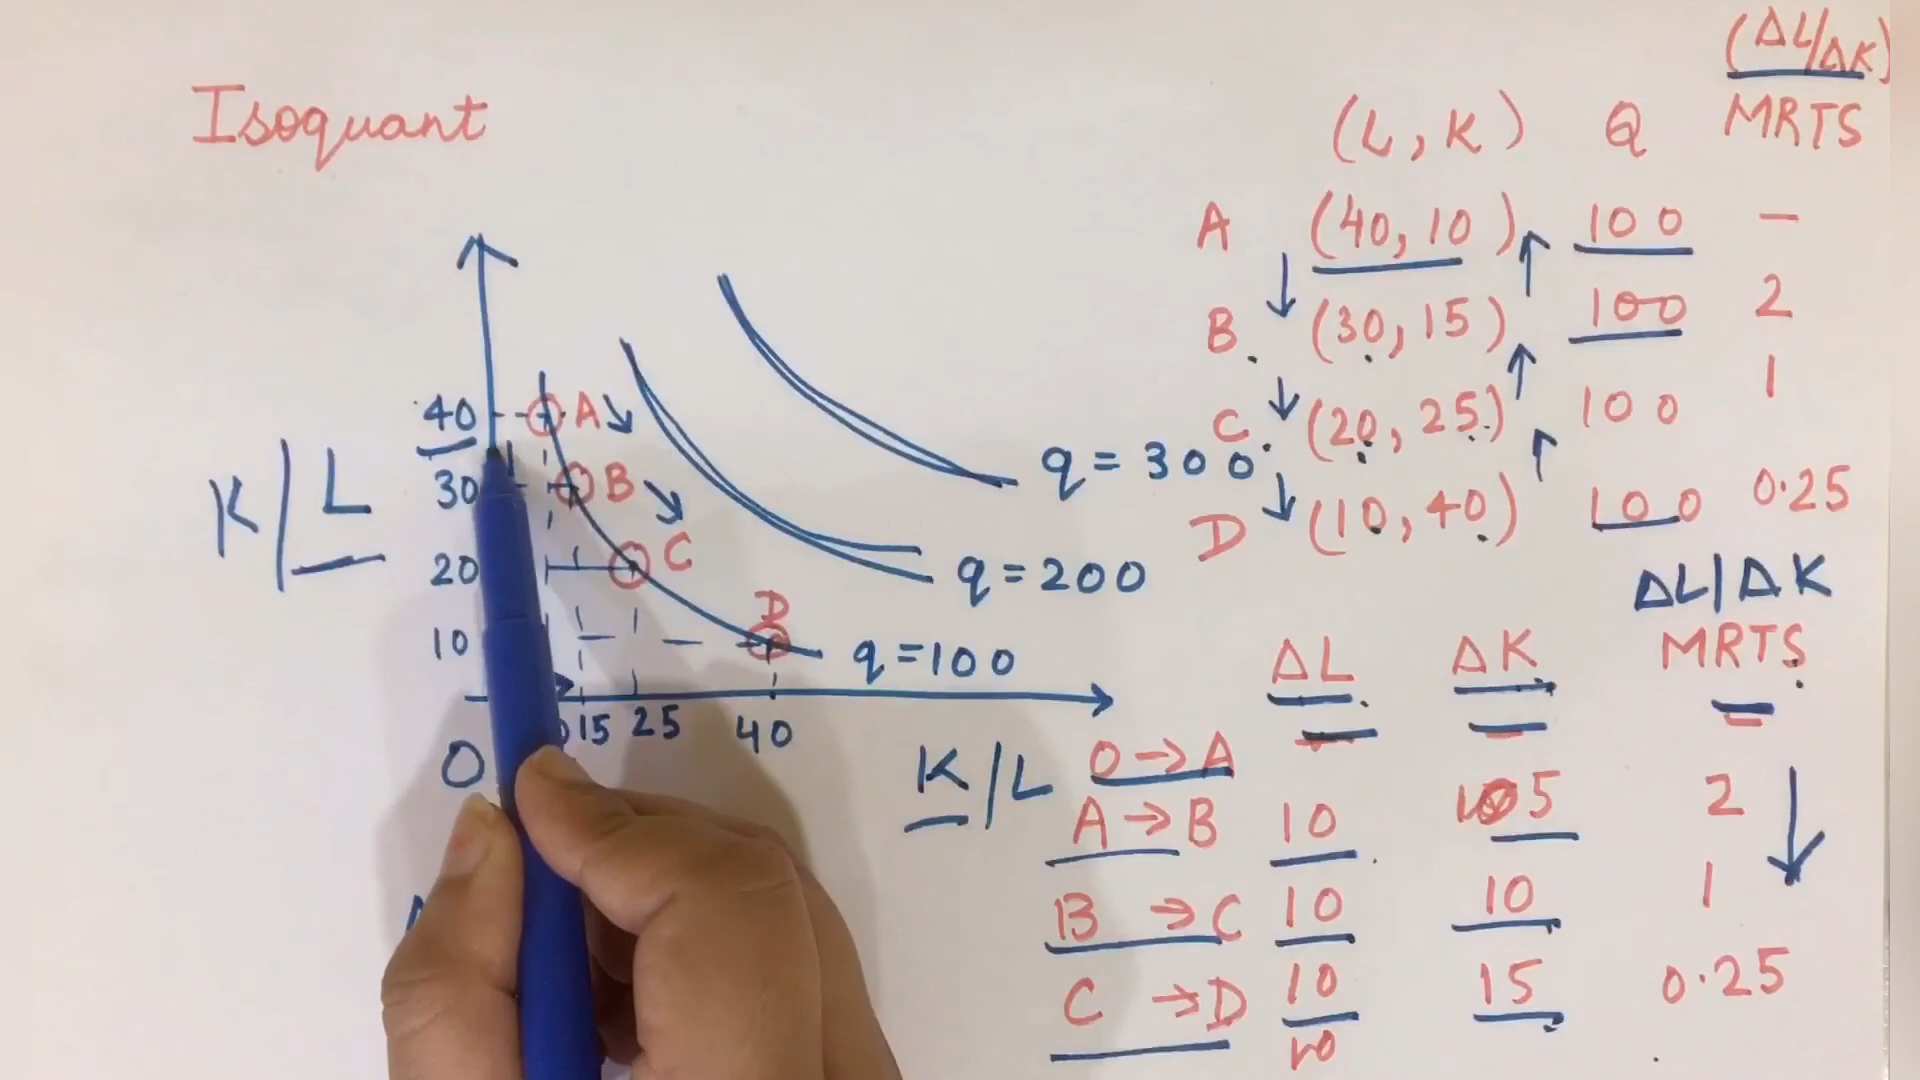 (ΔL/ΔK)
Isoquant
(L, K) Q MRTS
A (40, 10) 100 —
B. (30, 15) 100 2
C. (20, 25) 100 1
D (10, 40) 100 0.25
40 A
30 B
20 C
10 D
K/L
q = 300
q = 200
q = 100
0 15 25 40
K/L
ΔL/ΔK
ΔL ΔK MRTS
O → A
A → B 10 5 2
B → C 10 10 1
C → D 10 15 0.25
10